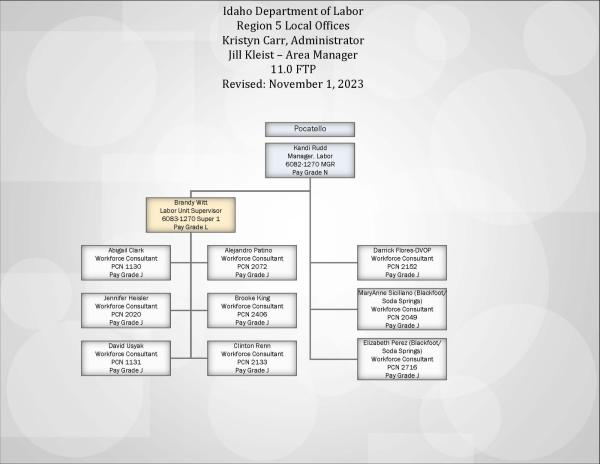 Idaho Department of Labor
Region 5 Local Offices
Kristyn Carr, Administrator
Jill Kleist – Area Manager
11.0 FTP
Revised: November 1, 2023
Pocatello
Kandi Rudd
Manager, Labor
6082-1270 MGR
Pay Grade N
Brandy Witt
Labor Unit Supervisor
6083-1270 Super 1
Pay Grade L
Abigail Clark
Workforce Consultant
PCN 1130
Pay Grade J
Alejandro Patino
Workforce Consultant
PCN 2072
Pay Grade J
Darrick Flores-DVOP
Workforce Consultant
PCN 2152
Pay Grade J
Jennifer Heisler
Workforce Consultant
PCN 2020
Pay Grade J
Brooke King
Workforce Consultant
PCN 2406
Pay Grade J
MaryAnne Siciliano (Blackfoot/
Soda Springs)
Workforce Consultant
PCN 2049
Pay Grade J
David Usyak
Workforce Consultant
PCN 1131
Pay Grade J
Clinton Renn
Workforce Consultant
PCN 2133
Pay Grade J
Elizabeth Perez (Blackfoot/
Soda Springs)
Workforce Consultant
PCN 2716
Pay Grade J